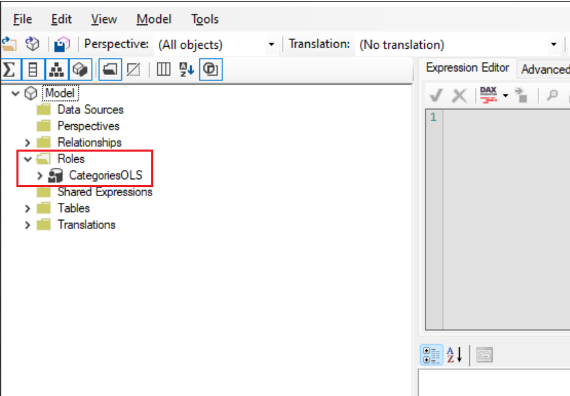 File Edit View Model Tools
Perspective: (All objects) Translation: (No translation)
Expression Editor Advanced
Model
Data Sources
Perspectives
Relationships
Roles
CategoriesOLS
Shared Expressions
Tables
Translations
DAX
1